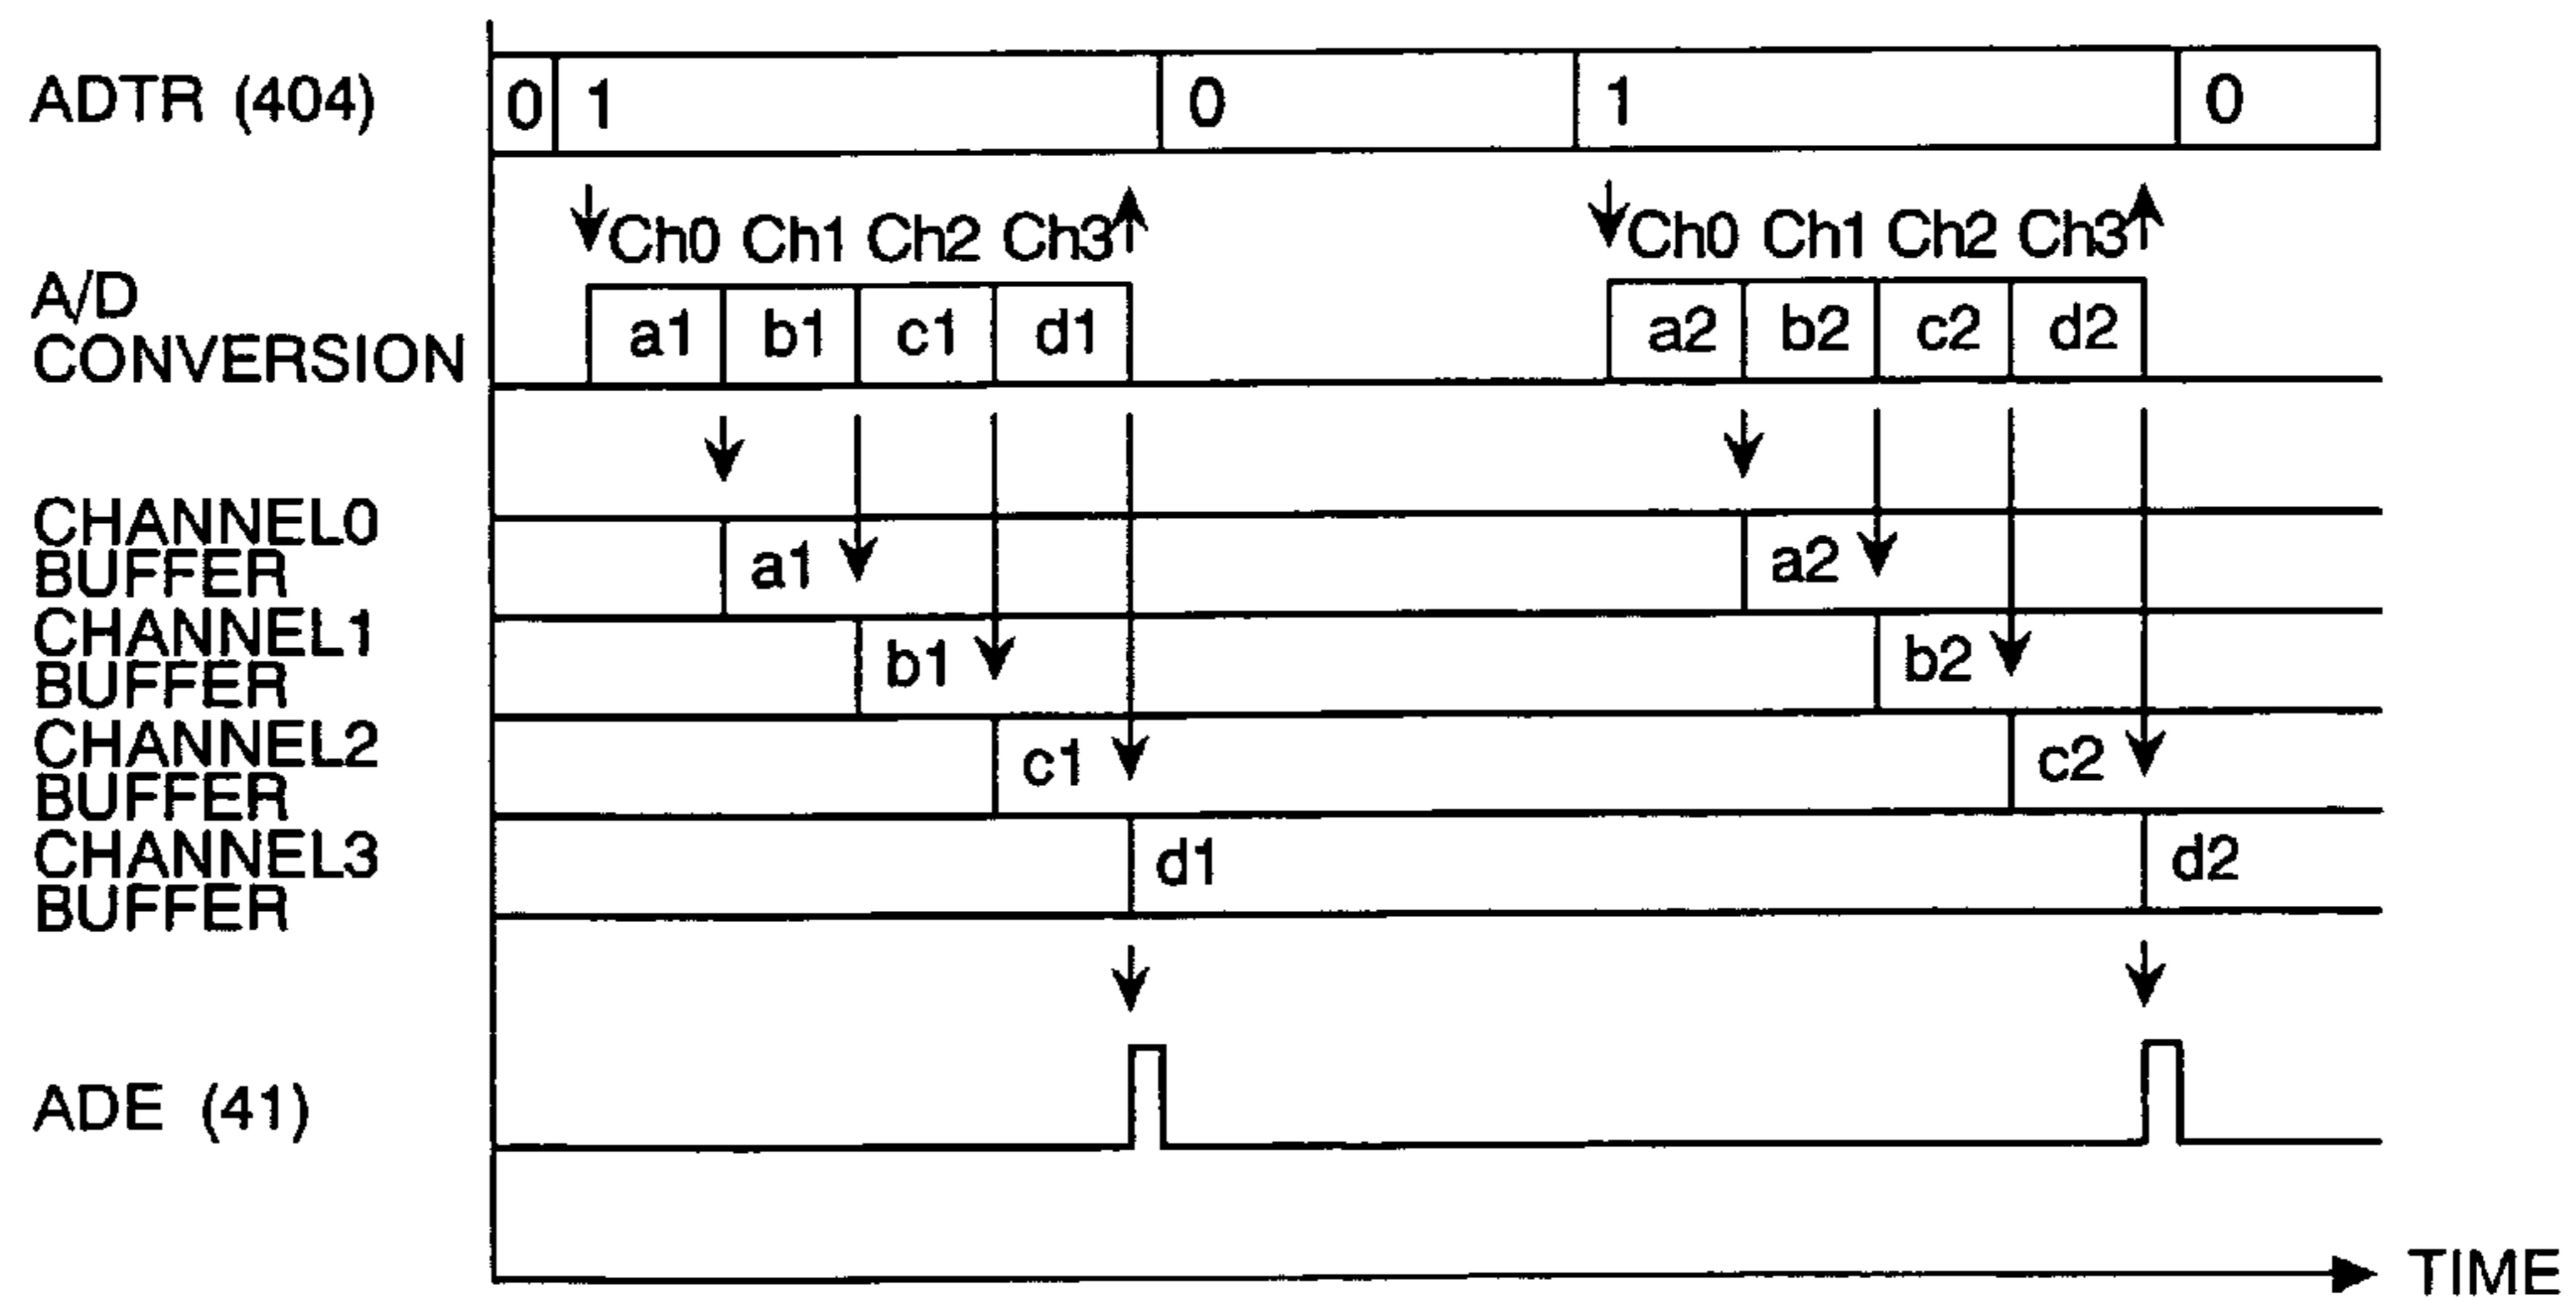 ADTR (404) 0 1 0 1 0
Ch0 Ch1 Ch2 Ch3 Ch0 Ch1 Ch2 Ch3
A/D
CONVERSION
a1 b1 c1 d1 a2 b2 c2 d2
CHANNEL0
BUFFER
a1 a2
CHANNEL1
BUFFER
b1 b2
CHANNEL2
BUFFER
c1 c2
CHANNEL3
BUFFER
d1 d2
ADE (41)
TIME